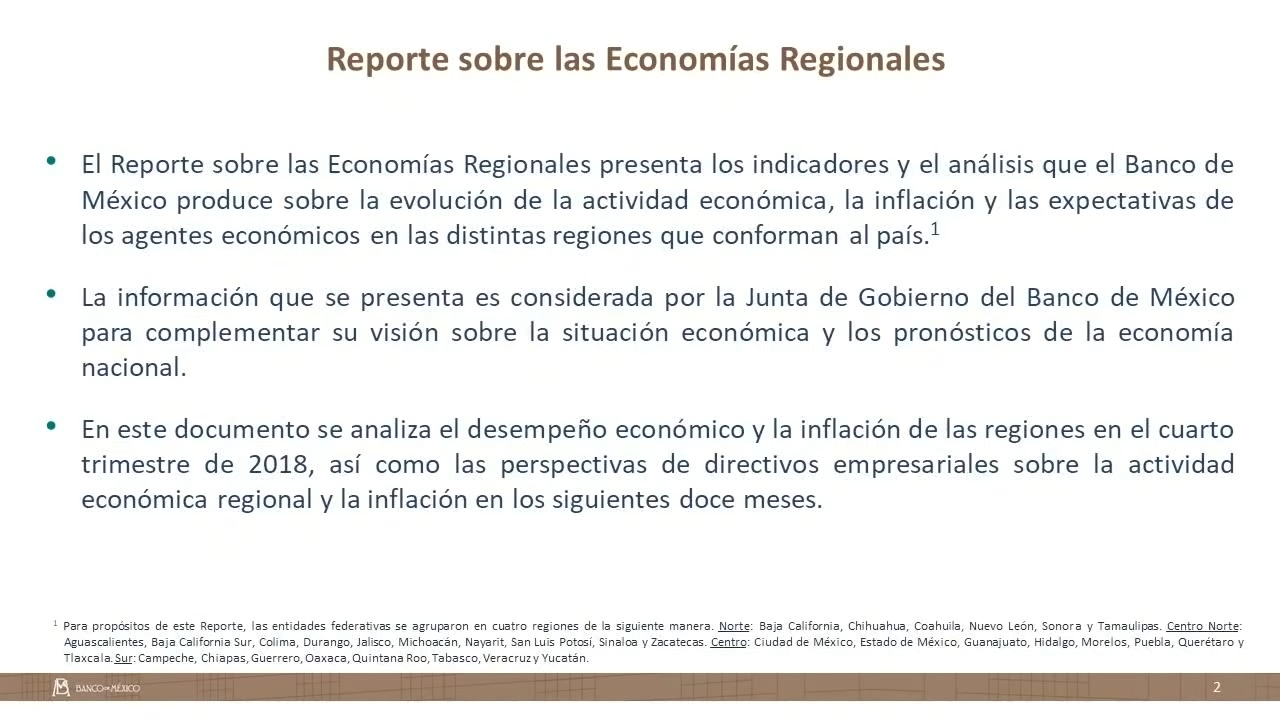 Reporte sobre las Economías Regionales
• El Reporte sobre las Economías Regionales presenta los indicadores y el análisis que el Banco de
México produce sobre la evolución de la actividad económica, la inflación y las expectativas de
los agentes económicos en las distintas regiones que conforman al país.¹
• La información que se presenta es considerada por la Junta de Gobierno del Banco de México
para complementar su visión sobre la situación económica y los pronósticos de la economía
nacional.
• En este documento se analiza el desempeño económico y la inflación de las regiones en el cuarto
trimestre de 2018, así como las perspectivas de directivos empresariales sobre la actividad
económica regional y la inflación en los siguientes doce meses.
¹ Para propósitos de este Reporte, las entidades federativas se agruparon en cuatro regiones de la siguiente manera. Norte: Baja California, Chihuahua, Coahuila, Nuevo León, Sonora y Tamaulipas. Centro Norte:
Aguascalientes, Baja California Sur, Colima, Durango, Jalisco, Michoacán, Nayarit, San Luis Potosí, Sinaloa y Zacatecas. Centro: Ciudad de México, Estado de México, Guanajuato, Hidalgo, Morelos, Puebla, Querétaro y
Tlaxcala. Sur: Campeche, Chiapas, Guerrero, Oaxaca, Quintana Roo, Tabasco, Veracruz y Yucatán.
BANCO DE MÉXICO
2